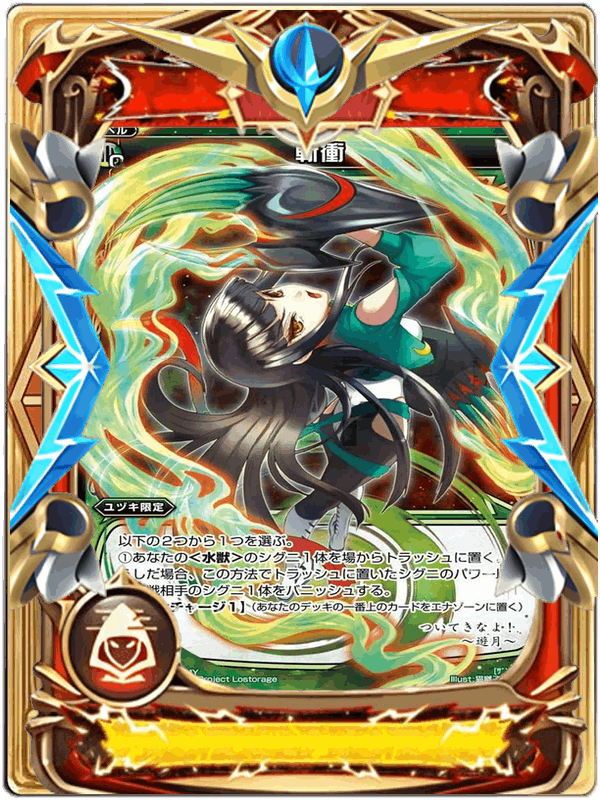 斬衝
ユヅキ限定
以下の2つから1つを選ぶ。
①あなたの<水獣>のシグニ1体を場からトラッシュに置く。
した場合、この方法でトラッシュに置いたシグニのパワー
相手のシグニ1体をバニッシュする。
チャージ1】(あなたのデッキの一番上のカードをエナゾーンに置く)
ついてきなよ!
~遊月~
Project Lostorage
Illust.